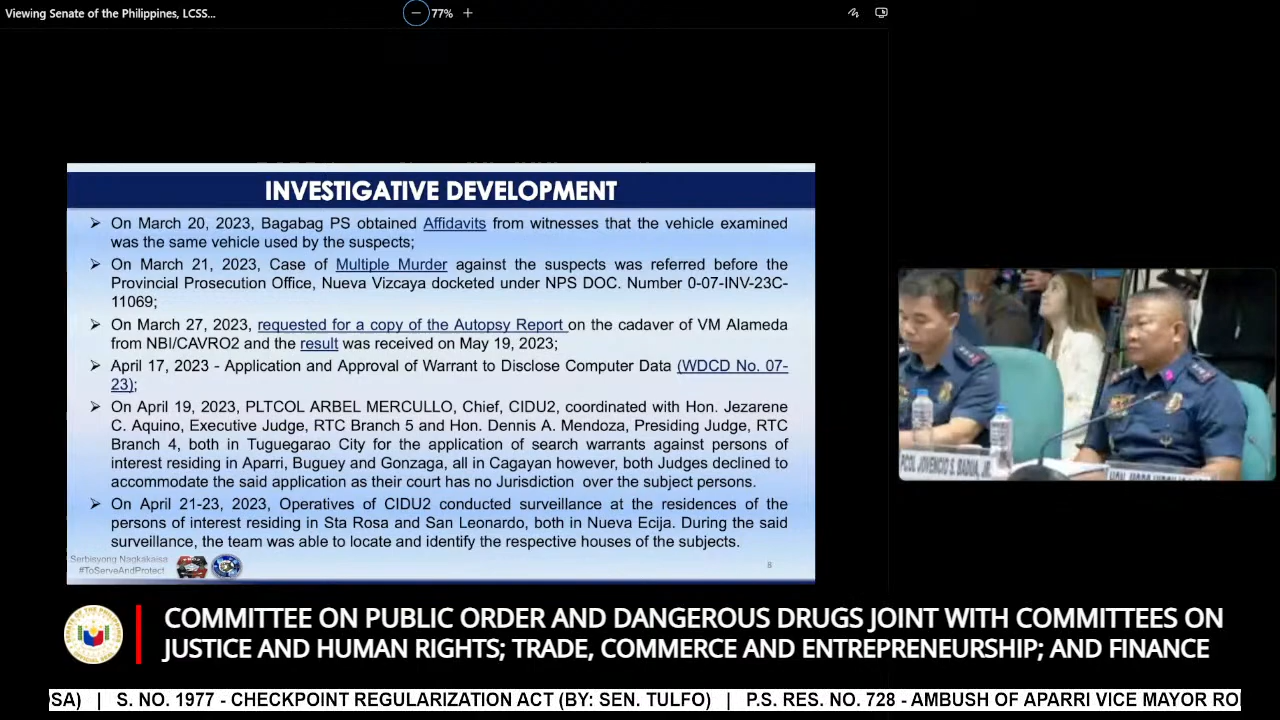 Viewing Senate of the Philippines, LCSS...
77%
INVESTIGATIVE DEVELOPMENT
On March 20, 2023, Bagabag PS obtained Affidavits from witnesses that the vehicle examined
was the same vehicle used by the suspects;
On March 21, 2023, Case of Multiple Murder against the suspects was referred before the
Provincial Prosecution Office, Nueva Vizcaya docketed under NPS DOC. Number 0-07-INV-23C-
11069;
On March 27, 2023, requested for a copy of the Autopsy Report on the cadaver of VM Alameda
from NBI/CAVRO2 and the result was received on May 19, 2023;
April 17, 2023 - Application and Approval of Warrant to Disclose Computer Data (WDCD No. 07-
23);
On April 19, 2023, PLTCOL ARBEL MERCULLO, Chief, CIDU2, coordinated with Hon. Jezarene
C. Aquino, Executive Judge, RTC Branch 5 and Hon. Dennis A. Mendoza, Presiding Judge, RTC
Branch 4, both in Tuguegarao City for the application of search warrants against persons of
interest residing in Aparri, Buguey and Gonzaga, all in Cagayan however, both Judges declined to
accommodate the said application as their court has no Jurisdiction over the subject persons.
On April 21-23, 2023, Operatives of CIDU2 conducted surveillance at the residences of the
persons of interest residing in Sta Rosa and San Leonardo, both in Nueva Ecija. During the said
surveillance, the team was able to locate and identify the respective houses of the subjects.
Serbisyong Nagkakaisa
#ToServeAndProtect
8
PCOL JOVENCIO S. BADUA, JR.
COMMITTEE ON PUBLIC ORDER AND DANGEROUS DRUGS JOINT WITH COMMITTEES ON
JUSTICE AND HUMAN RIGHTS; TRADE, COMMERCE AND ENTREPRENEURSHIP; AND FINANCE
SA) | S. NO. 1977 - CHECKPOINT REGULARIZATION ACT (BY: SEN. TULFO) | P.S. RES. NO. 728 - AMBUSH OF APARRI VICE MAYOR RO